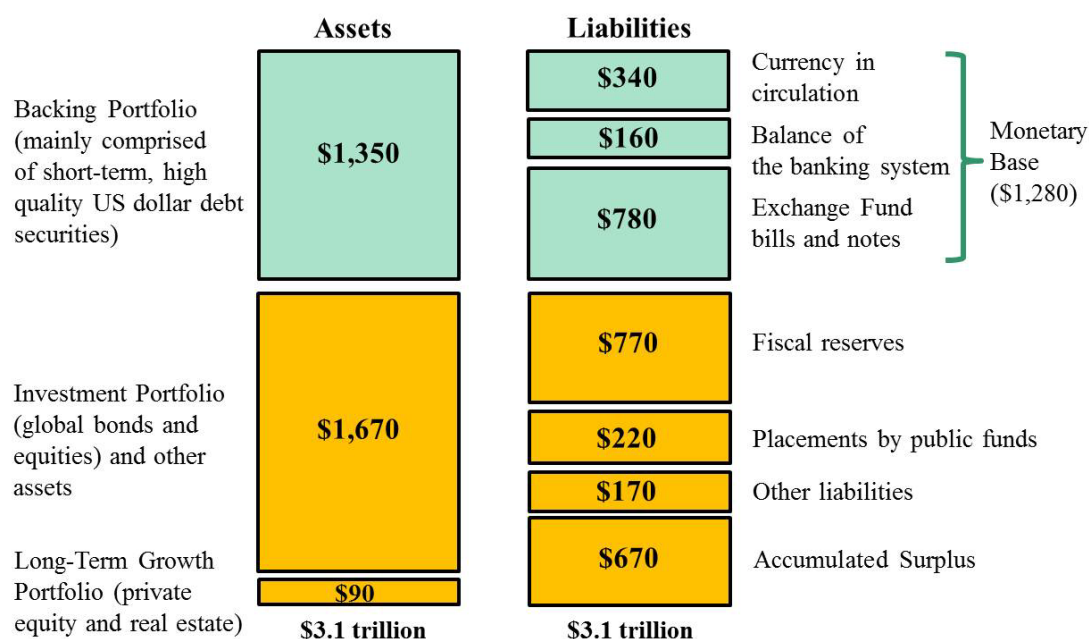 Assets
Liabilities
Backing Portfolio
(mainly comprised
of short-term, high
quality US dollar debt
securities)
$1,350
$340
Currency in
circulation
$160
Balance of
the banking system
$780
Exchange Fund
bills and notes
Monetary
Base
($1,280)
Investment Portfolio
(global bonds and
equities) and other
assets
$1,670
$770
Fiscal reserves
$220
Placements by public funds
$170
Other liabilities
$670
Accumulated Surplus
Long-Term Growth
Portfolio (private
equity and real estate)
$90
$3.1 trillion
$3.1 trillion